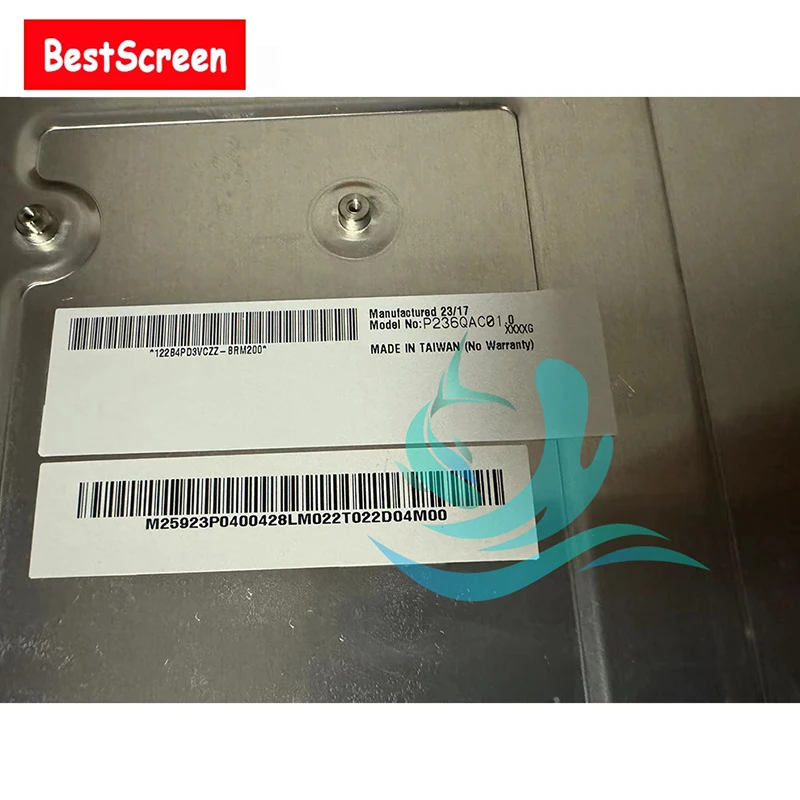 BestScreen
Manufactured 23/17
Model No:P236QAC01.0
XXXXG
*122B4PD3VCZZ-BRM200*
MADE IN TAIWAN (No Warranty)
M25923P0400428LM022T022D04M00